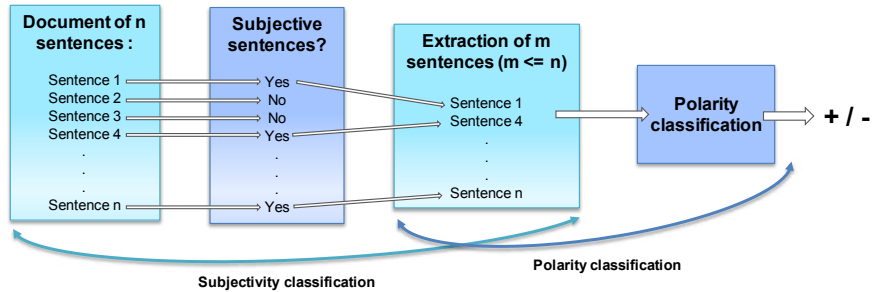 Document of n
sentences :
Sentence 1
Sentence 2
Sentence 3
Sentence 4
.
.
.
Sentence n
Subjective
sentences?
Yes
No
No
Yes
.
.
.
Yes
Extraction of m
sentences (m <= n)
Sentence 1
Sentence 4
.
.
.
Sentence n
Polarity
classification
+ / -
Subjectivity classification
Polarity classification